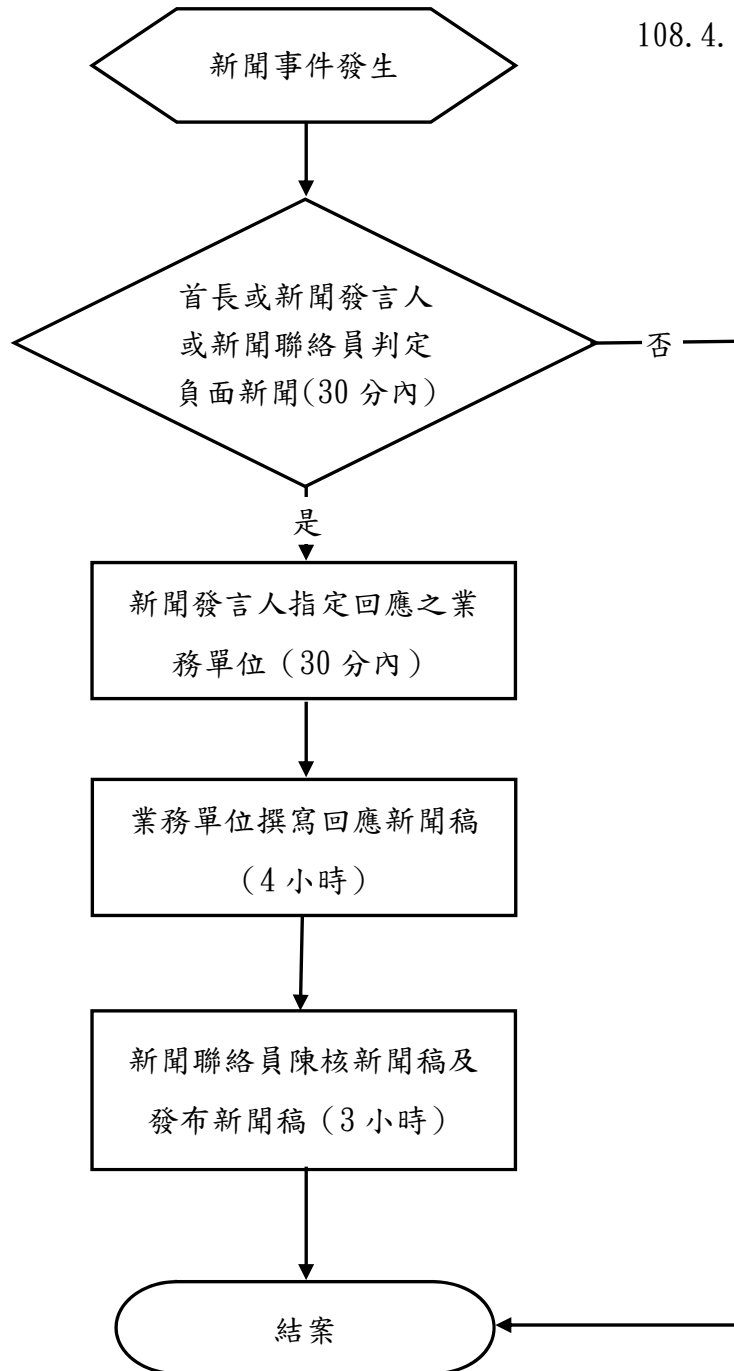 108.4.
新聞事件發生
首長或新聞發言人
或新聞聯絡員判定
負面新聞(30 分內)
否
是
新聞發言人指定回應之業
務單位（30 分內）
業務單位撰寫回應新聞稿
（4 小時）
新聞聯絡員陳核新聞稿及
發布新聞稿（3 小時）
結案